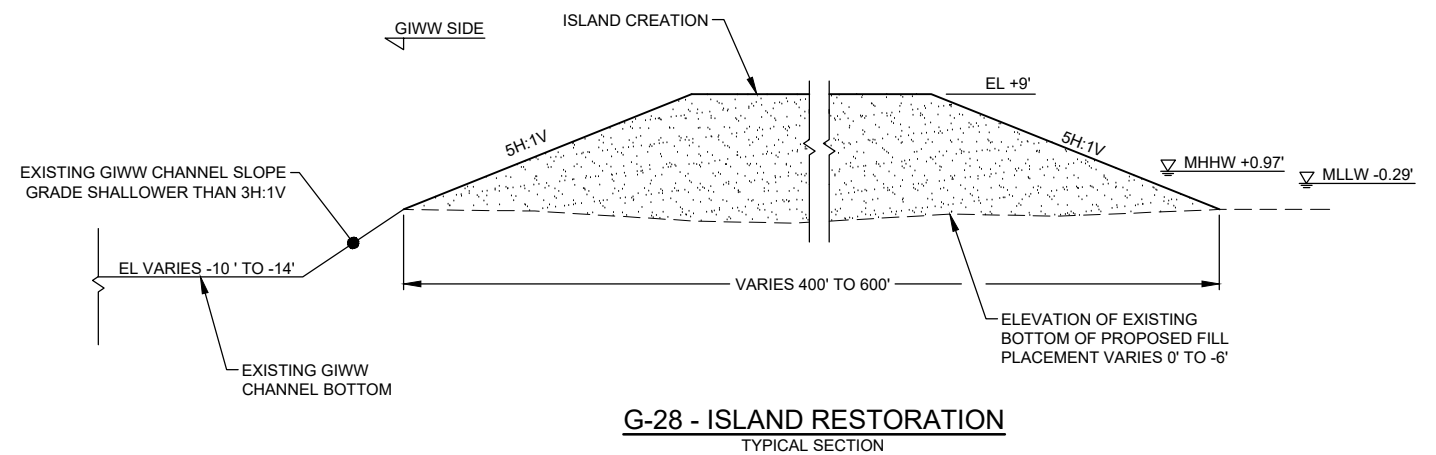 GIWW SIDE
ISLAND CREATION
EL +9'
5H:1V
5H:1V
MHHW +0.97'
MLLW -0.29'
EXISTING GIWW CHANNEL SLOPE
GRADE SHALLOWER THAN 3H:1V
EL VARIES -10 ' TO -14'
VARIES 400' TO 600'
ELEVATION OF EXISTING
BOTTOM OF PROPOSED FILL
PLACEMENT VARIES 0' TO -6'
EXISTING GIWW
CHANNEL BOTTOM
G-28 - ISLAND RESTORATION
TYPICAL SECTION